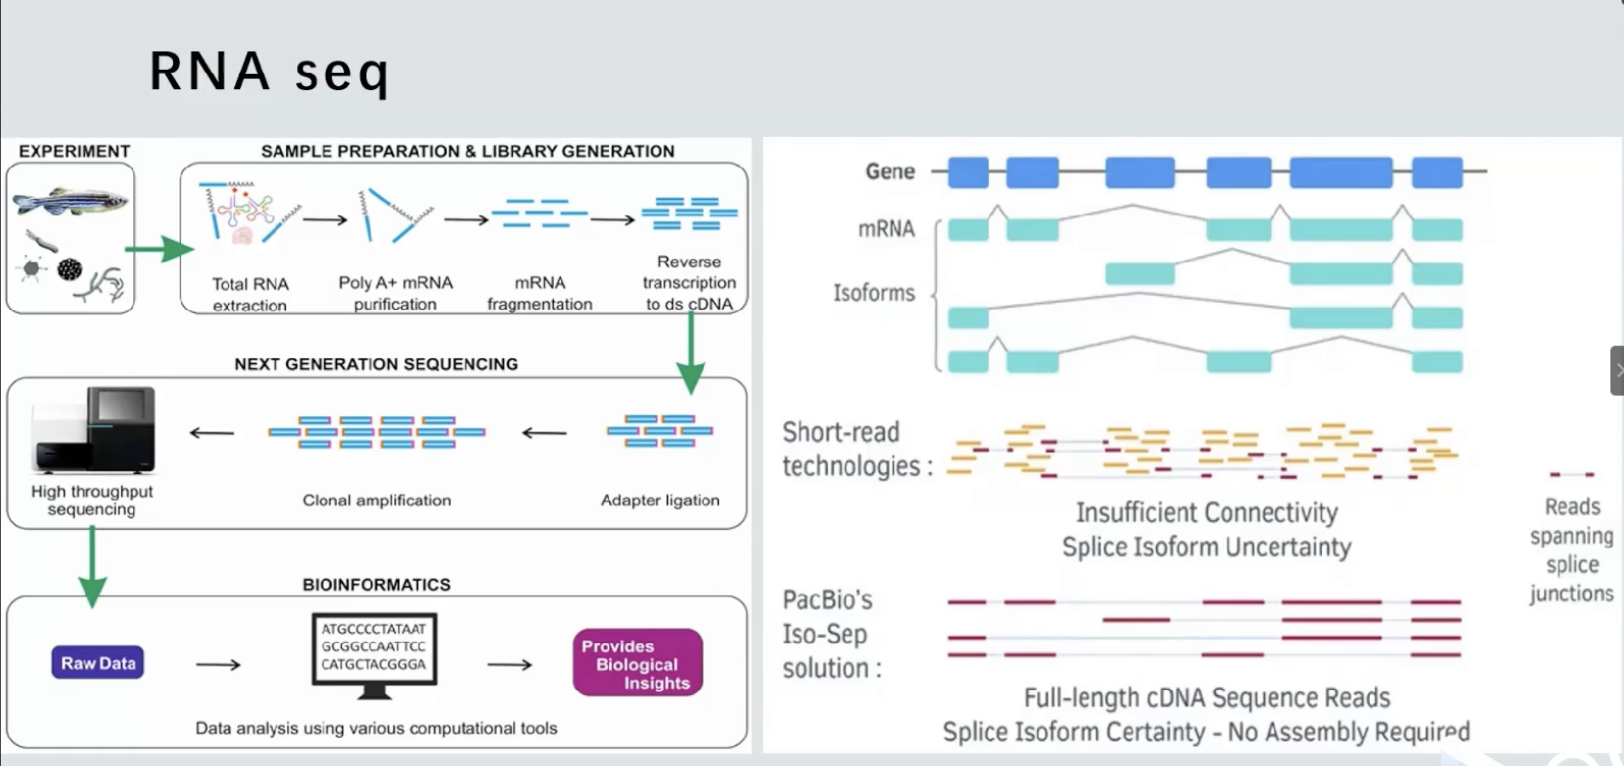 RNA seq
EXPERIMENT
SAMPLE PREPARATION & LIBRARY GENERATION
Total RNA
extraction
Poly A+ mRNA
purification
mRNA
fragmentation
Reverse
transcription
to ds cDNA
NEXT GENERATION SEQUENCING
High throughput
sequencing
Clonal amplification
Adapter ligation
BIOINFORMATICS
Raw Data
ATGCCCCTATAAT
GCGGCCAATTCC
CATGCTACGGGA
Provides
Biological
Insights
Data analysis using various computational tools
Gene
mRNA
Isoforms
Short-read
technologies :
Insufficient Connectivity
Splice Isoform Uncertainty
Reads
spanning
splice
junctions
PacBio's
Iso-Sep
solution :
Full-length cDNA Sequence Reads
Splice Isoform Certainty - No Assembly Required